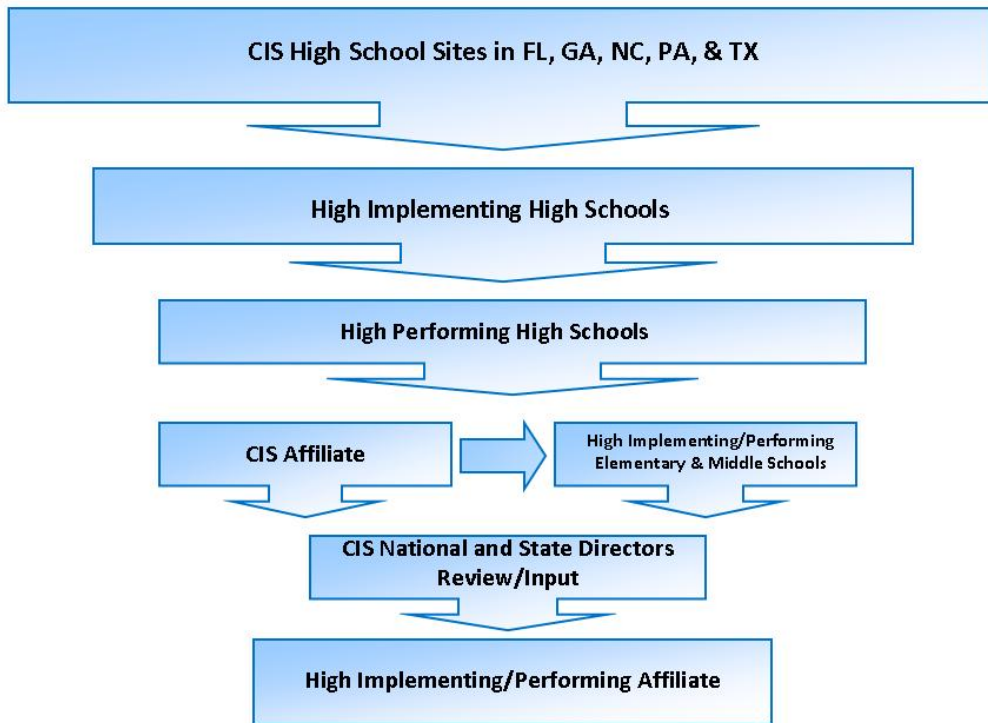 CIS High School Sites in FL, GA, NC, PA, & TX
High Implementing High Schools
High Performing High Schools
CIS Affiliate
High Implementing/Performing
Elementary & Middle Schools
CIS National and State Directors
Review/Input
High Implementing/Performing Affiliate